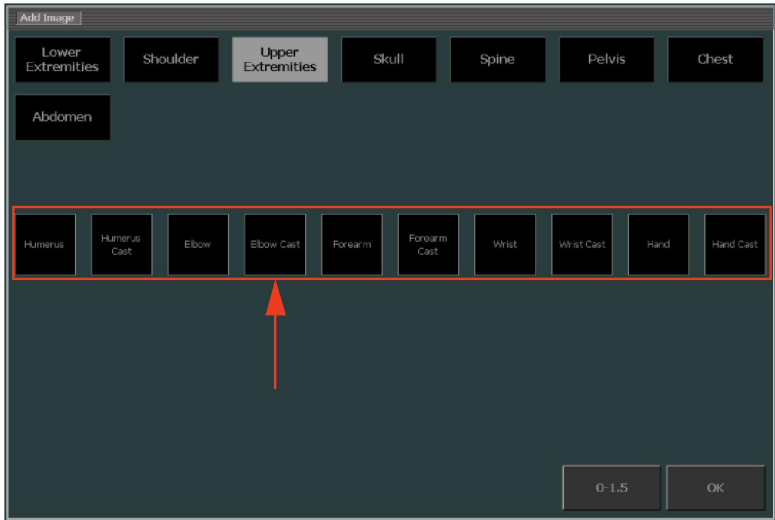 Add Image
Lower
Extremities
Shoulder
Upper
Extremities
Skull
Spine
Pelvis
Chest
Abdomen
Humerus
Humerus
Cast
Elbow
Elbow Cast
Forearm
Forearm
Cast
Wrist
Wrist Cast
Hand
Hand Cast
0-1.5
OK